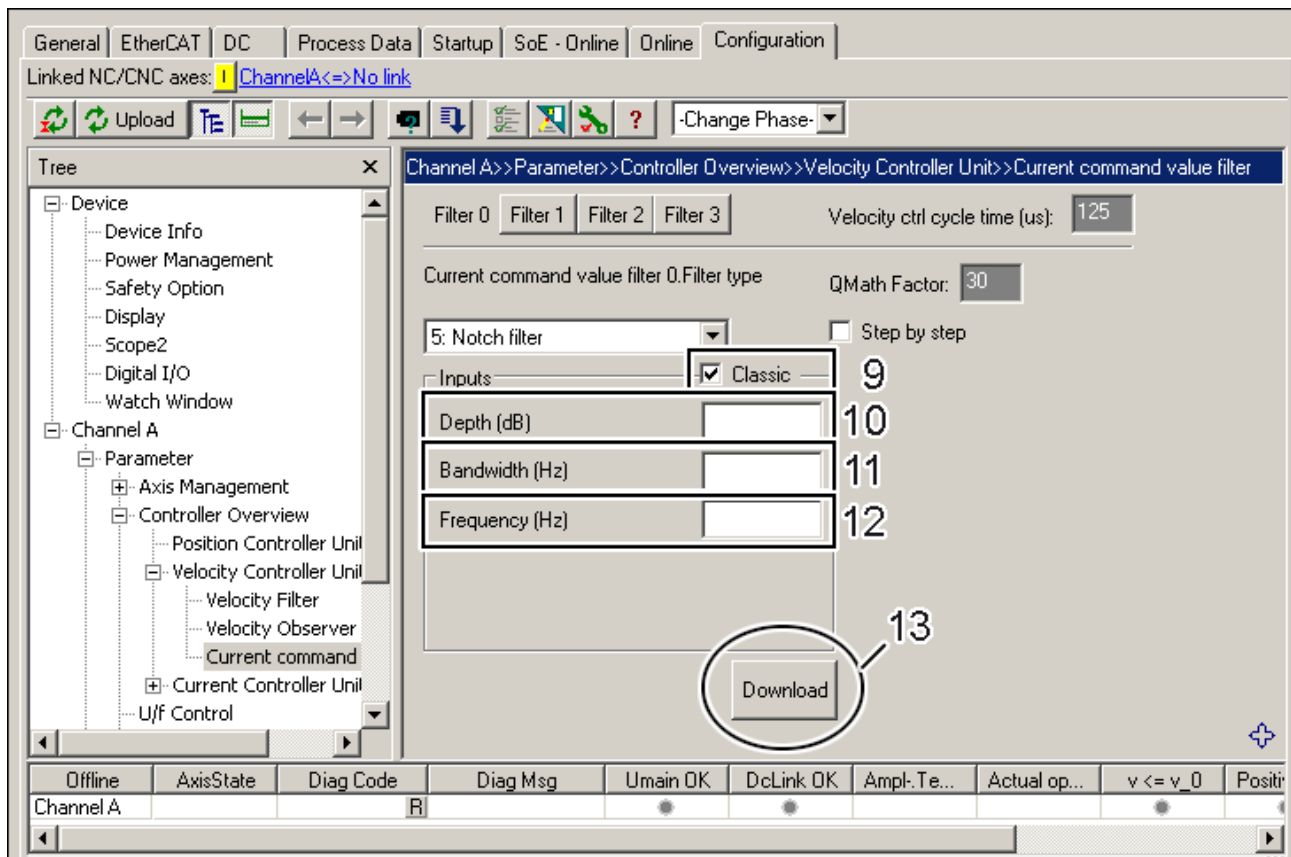 General EtherCAT DC Process Data Startup SoE - Online Online Configuration
Linked NC/CNC axes: ! ChannelA<=>No link
Upload -Change Phase-
Tree
Channel A>>Parameter>>Controller Overview>>Velocity Controller Unit>>Current command value filter
Device
Device Info
Power Management
Safety Option
Display
Scope2
Digital I/O
Watch Window
Channel A
Parameter
Axis Management
Controller Overview
Position Controller Unit
Velocity Controller Unit
Velocity Filter
Velocity Observer
Current command
Current Controller Unit
U/f Control
Filter 0 Filter 1 Filter 2 Filter 3
Velocity ctrl cycle time (us): 125
Current command value filter 0.Filter type
QMath Factor: 30
5: Notch filter
Step by step
Inputs Classic 9
Depth (dB) 10
Bandwidth (Hz) 11
Frequency (Hz) 12
13
Download
Offline AxisState Diag Code Diag Msg Umain OK DcLink OK Ampl-.Te... Actual op... v <= v_0 Positiv
Channel A R